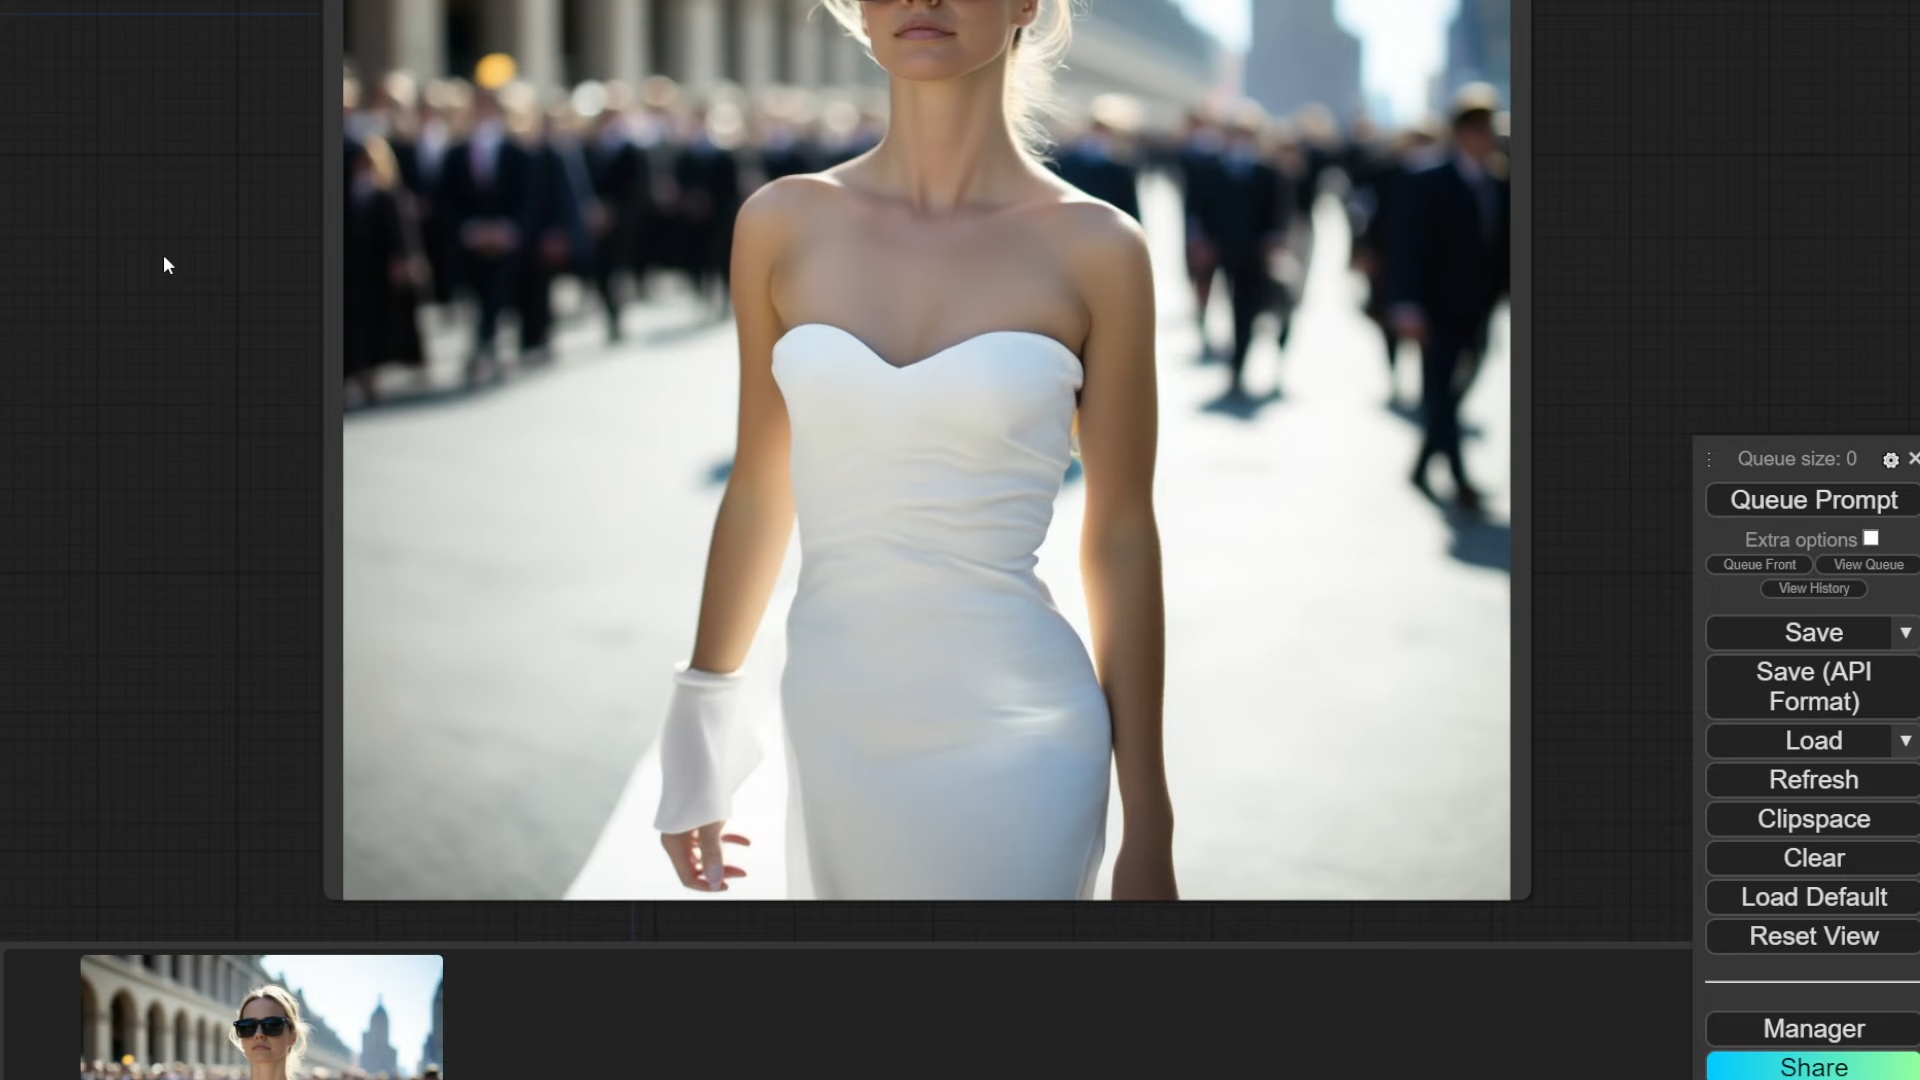 Queue size: 0
Queue Prompt
Extra options
Queue Front
View Queue
View History
Save
Save (API
Format)
Load
Refresh
Clipspace
Clear
Load Default
Reset View
Manager
Share